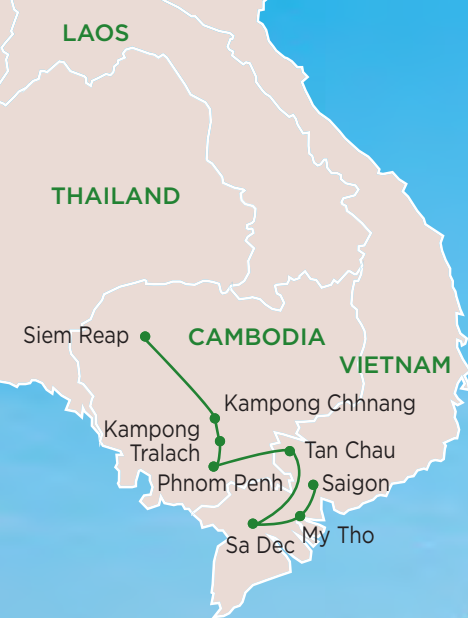 LAOS
THAILAND
Siem Reap
CAMBODIA
VIETNAM
Kampong Chhnang
Kampong
Tralach
Tan Chau
Phnom Penh
Saigon
My Tho
Sa Dec